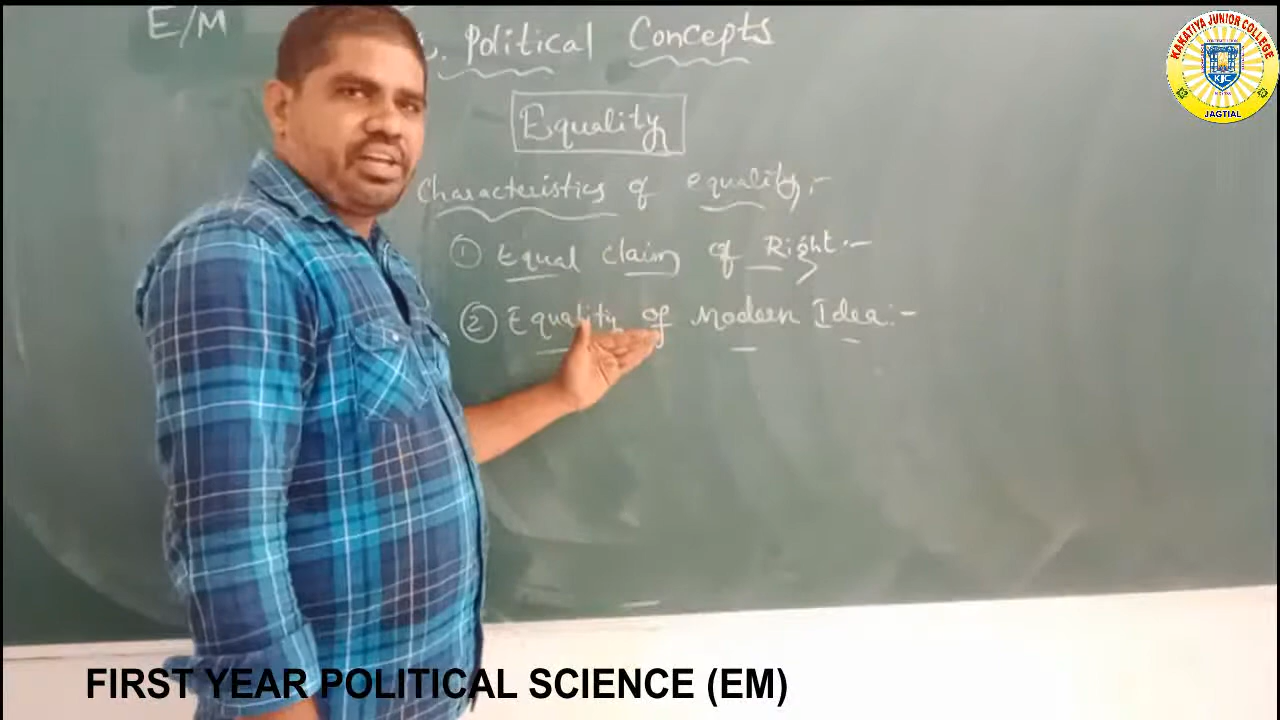 E/M
. Political Concepts
Equality
Characteristics of equality:-
① Equal claim of Right:-
② Equality of Modern Idea:-
KAKATIYA JUNIOR COLLEGE
KJC
JAGTIAL
FIRST YEAR POLITICAL SCIENCE (EM)